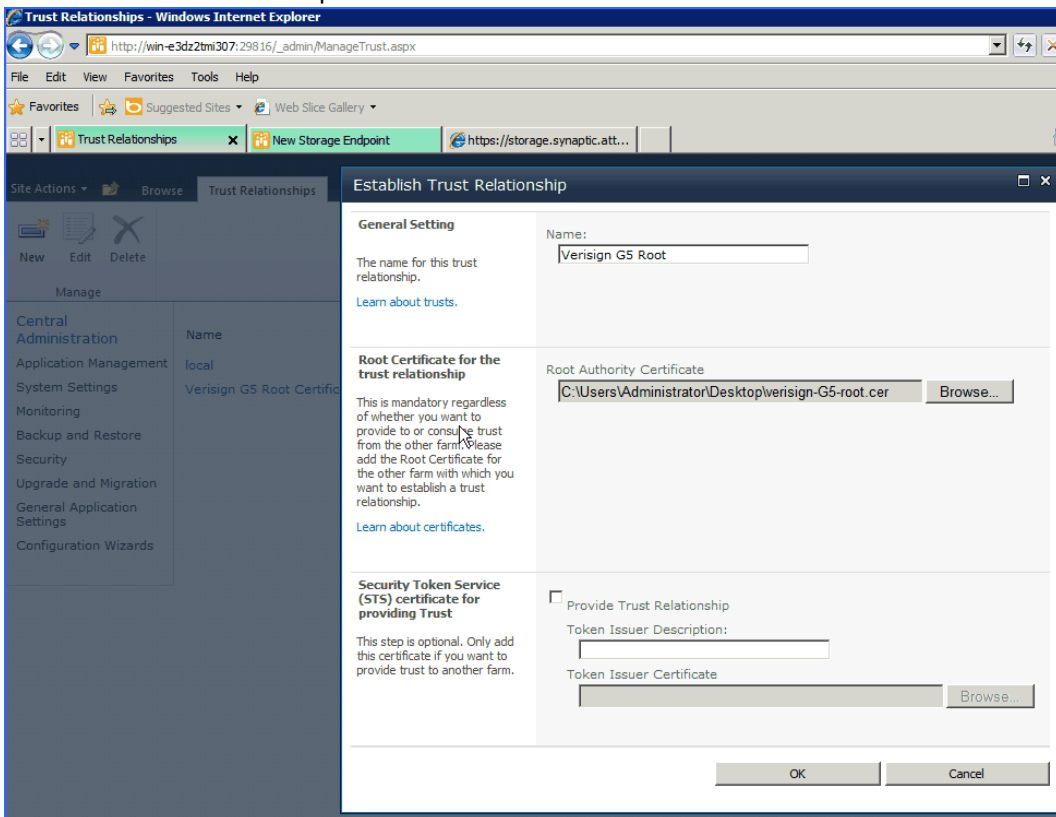 Trust Relationships - Windows Internet Explorer
http://win-e3dz2tmi307:29816/_admin/ManageTrust.aspx
File Edit View Favorites Tools Help
Favorites Suggested Sites Web Slice Gallery
Trust Relationships New Storage Endpoint https://storage.synaptic.att...
Site Actions Browse Trust Relationships
New Edit Delete
Manage
Central
Administration
Application Management
System Settings
Monitoring
Backup and Restore
Security
Upgrade and Migration
General Application
Settings
Configuration Wizards
Name
local
Verisign G5 Root Certific
Establish Trust Relationship
General Setting
The name for this trust
relationship.
Learn about trusts.
Name:
Verisign G5 Root
Root Certificate for the
trust relationship
This is mandatory regardless
of whether you want to
provide to or consume trust
from the other farm. Please
add the Root Certificate for
the other farm with which you
want to establish a trust
relationship.
Learn about certificates.
Root Authority Certificate
C:\Users\Administrator\Desktop\verisign-G5-root.cer Browse...
Security Token Service
(STS) certificate for
providing Trust
This step is optional. Only add
this certificate if you want to
provide trust to another farm.
Provide Trust Relationship
Token Issuer Description:
Token Issuer Certificate
Browse...
OK Cancel